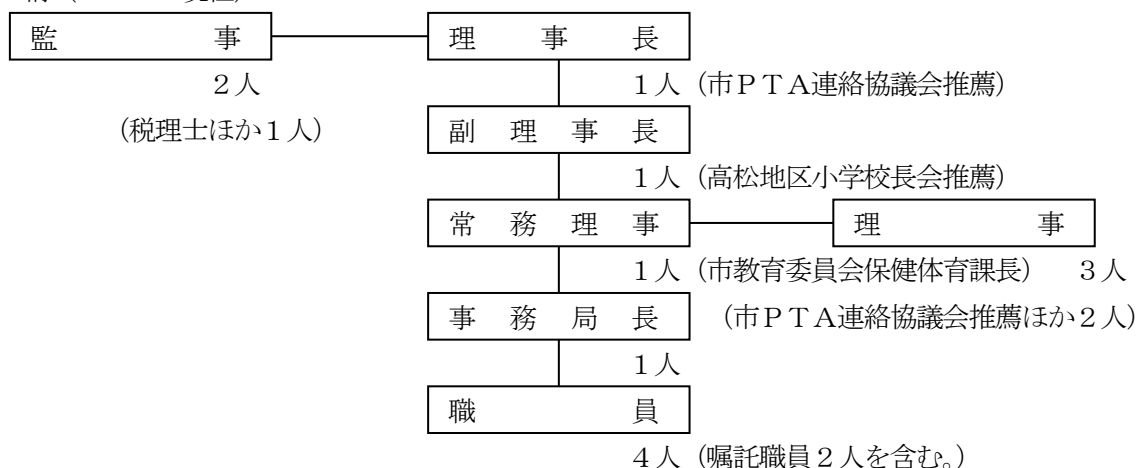 監　　　　　事　理　　事　　長
２人　１人（市ＰＴＡ連絡協議会推薦）
（税理士ほか１人）　副　理　事　長
１人（高松地区小学校長会推薦）
常　務　理　事　理　　　　　事
１人（市教育委員会保健体育課長）　３人
事　務　局　長　（市ＰＴＡ連絡協議会推薦ほか２人）
１人
職　　　　　員
４人（嘱託職員２人を含む。）